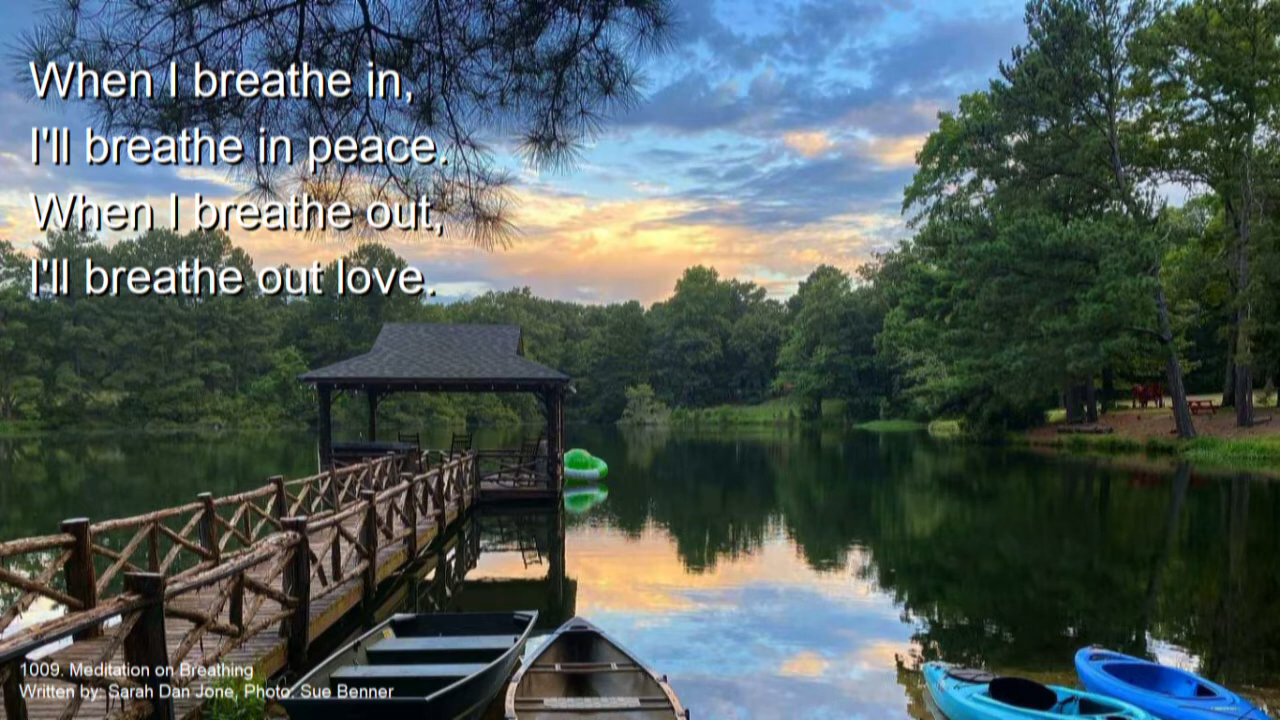 When I breathe in,
I'll breathe in peace.
When I breathe out,
I'll breathe out love.
1009. Meditation on Breathing
Written by: Sarah Dan Jone, Photo: Sue Benner